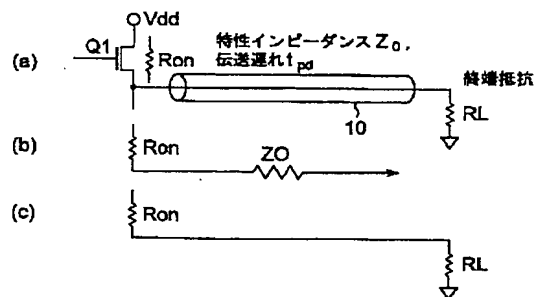 Vdd
Q1
Ron
特性インピーダンスZ0,
伝送遅れtpd
(a)
終端抵抗
10
RL
(b)
Ron
ZO
(c)
Ron
RL